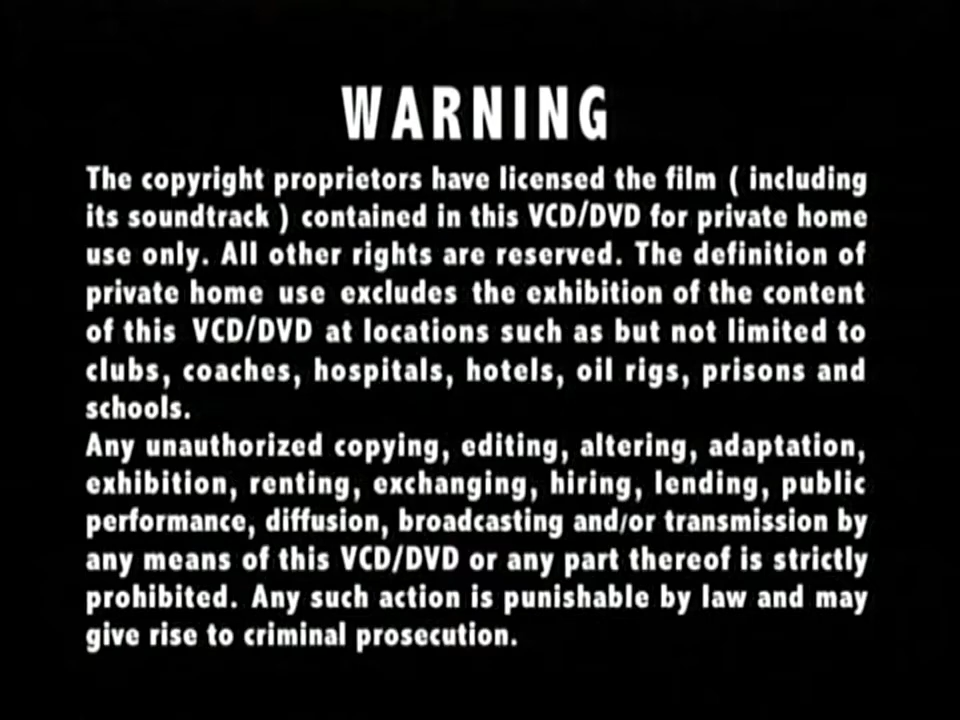 WARNING
The copyright proprietors have licensed the film ( including
its soundtrack ) contained in this VCD/DVD for private home
use only. All other rights are reserved. The definition of
private home use excludes the exhibition of the content
of this VCD/DVD at locations such as but not limited to
clubs, coaches, hospitals, hotels, oil rigs, prisons and
schools.
Any unauthorized copying, editing, altering, adaptation,
exhibition, renting, exchanging, hiring, lending, public
performance, diffusion, broadcasting and/or transmission by
any means of this VCD/DVD or any part thereof is strictly
prohibited. Any such action is punishable by law and may
give rise to criminal prosecution.